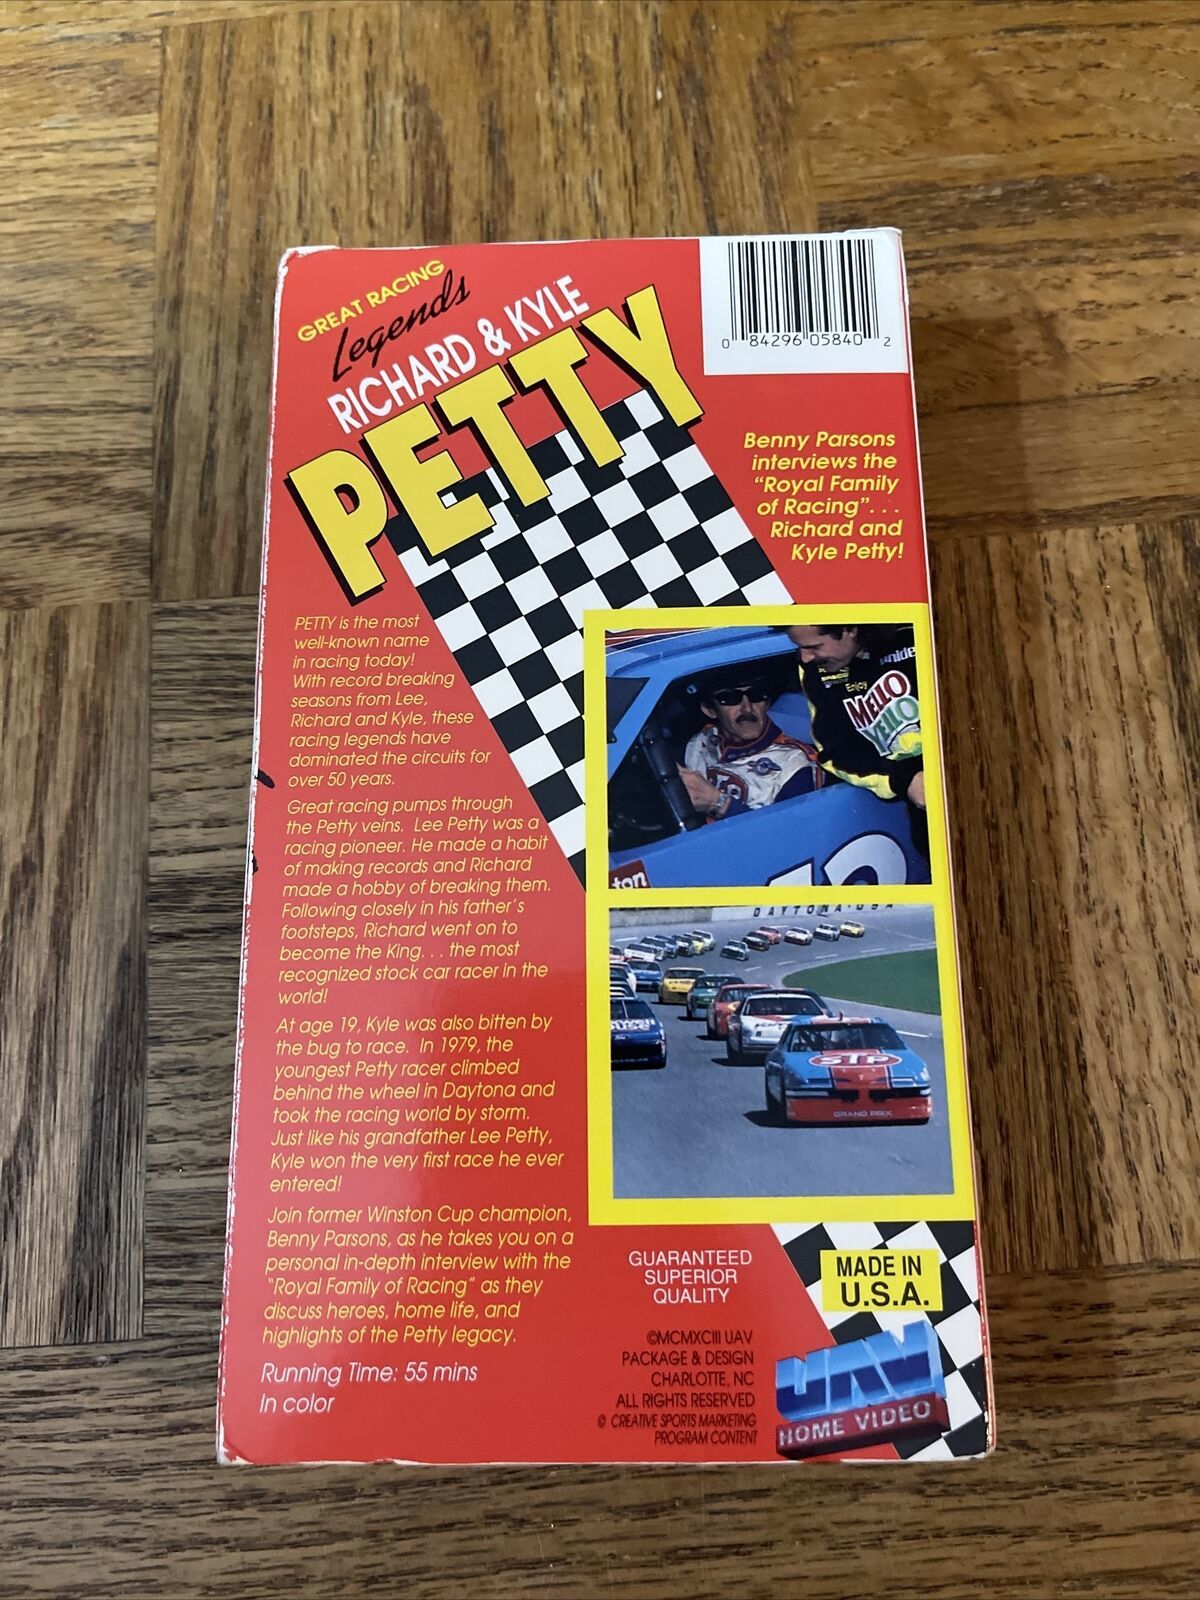 GREAT RACING
Legends
RICHARD & KYLE
PETTY
0 84296 05840 2
Benny Parsons
interviews the
“Royal Family
of Racing”. . .
Richard and
Kyle Petty!
PETTY is the most
well-known name
in racing today!
With record breaking
seasons from Lee,
Richard and Kyle, these
racing legends have
dominated the circuits for
over 50 years.
Great racing pumps through
the Petty veins.  Lee Petty was a
racing pioneer. He made a habit
of making records and Richard
made a hobby of breaking them.
Following closely in his father's
footsteps, Richard went on to
become the King. . . the most
recognized stock car racer in the
world!
At age 19, Kyle was also bitten by
the bug to race.  In 1979, the
youngest Petty racer climbed
behind the wheel in Daytona and
took the racing world by storm.
Just like his grandfather Lee Petty,
Kyle won the very first race he ever
entered!
Join former Winston Cup champion,
Benny Parsons, as he takes you on a
personal in-depth interview with the
"Royal Family of Racing" as they
discuss heroes, home life, and
highlights of the Petty legacy.
Running Time: 55 mins
In color
unide
Enjoy
MELLO
YELLO
STP
ton
DAYTONA USA
STP
GRAND PRIX
GUARANTEED
SUPERIOR
QUALITY
MADE IN
U.S.A.
©MCMXCIII UAV
PACKAGE & DESIGN
CHARLOTTE, NC
ALL RIGHTS RESERVED
© CREATIVE SPORTS MARKETING
PROGRAM CONTENT
UAV
HOME VIDEO